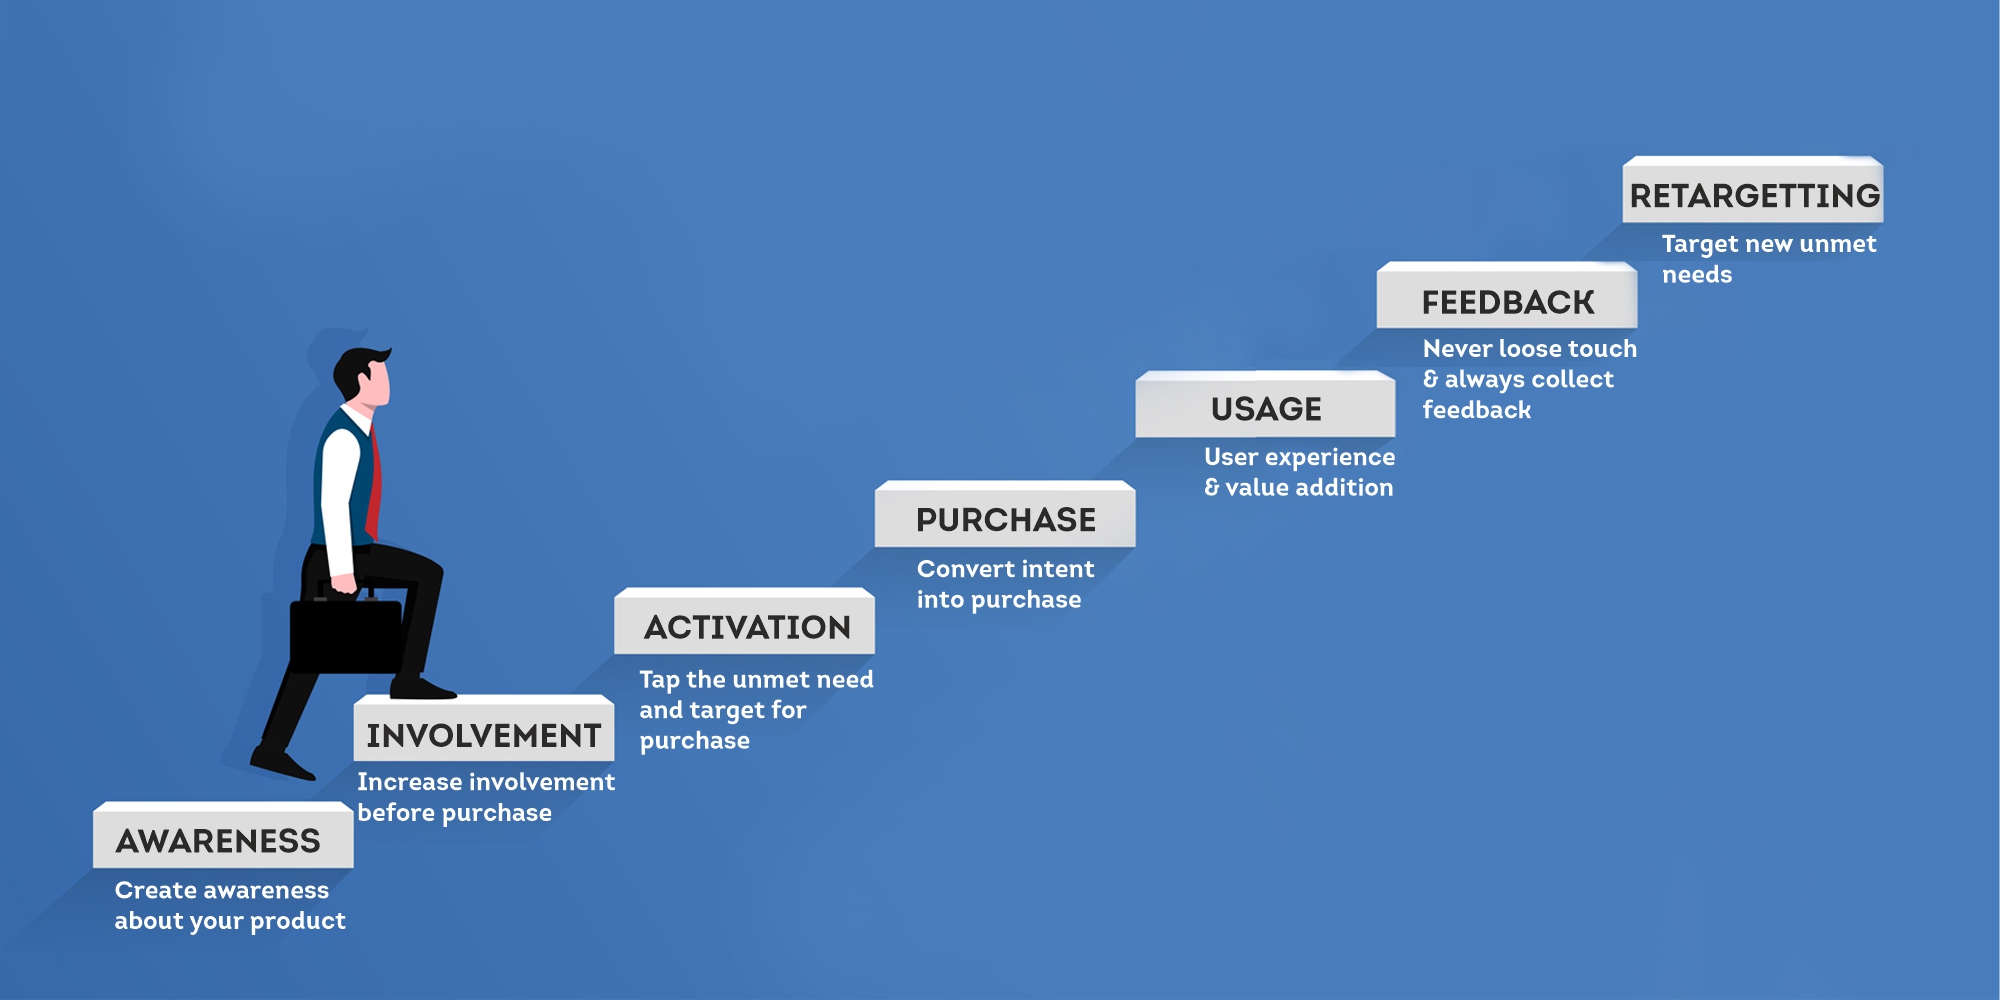 AWARENESS
Create awareness
about your product
INVOLVEMENT
Increase involvement
before purchase
ACTIVATION
Tap the unmet need
and target for
purchase
PURCHASE
Convert intent
into purchase
USAGE
User experience
& value addition
FEEDBACK
Never loose touch
& always collect
feedback
RETARGETTING
Target new unmet
needs